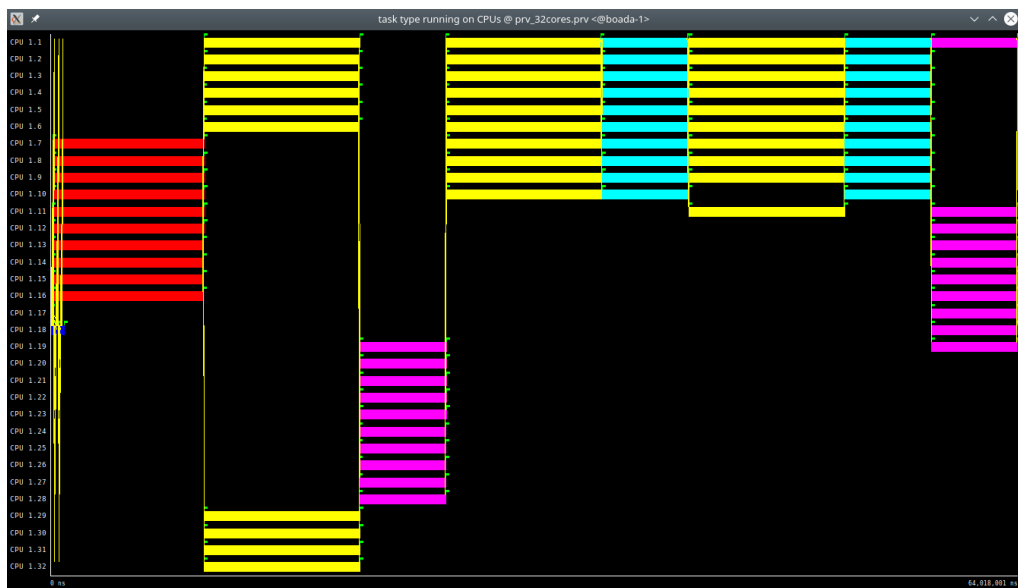 task type running on CPUs @ prv_32cores.prv <@boada-1>
CPU 1.1
CPU 1.2
CPU 1.3
CPU 1.4
CPU 1.5
CPU 1.6
CPU 1.7
CPU 1.8
CPU 1.9
CPU 1.10
CPU 1.11
CPU 1.12
CPU 1.13
CPU 1.14
CPU 1.15
CPU 1.16
CPU 1.17
CPU 1.18
CPU 1.19
CPU 1.20
CPU 1.21
CPU 1.22
CPU 1.23
CPU 1.24
CPU 1.25
CPU 1.26
CPU 1.27
CPU 1.28
CPU 1.29
CPU 1.30
CPU 1.31
CPU 1.32
0 ns 64,018,001 ns